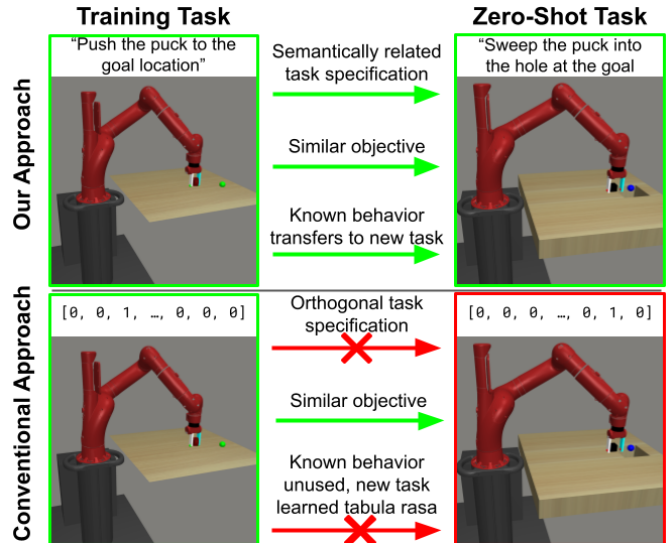 Training Task
Zero-Shot Task
Our Approach
“Push the puck to the
goal location”
Semantically related
task specification
“Sweep the puck into
the hole at the goal
Similar objective
Known behavior
transfers to new task
Conventional Approach
[0, 0, 1, …, 0, 0, 0]
Orthogonal task
specification
[0, 0, 0, …, 0, 1, 0]
Similar objective
Known behavior
unused, new task
learned tabula rasa